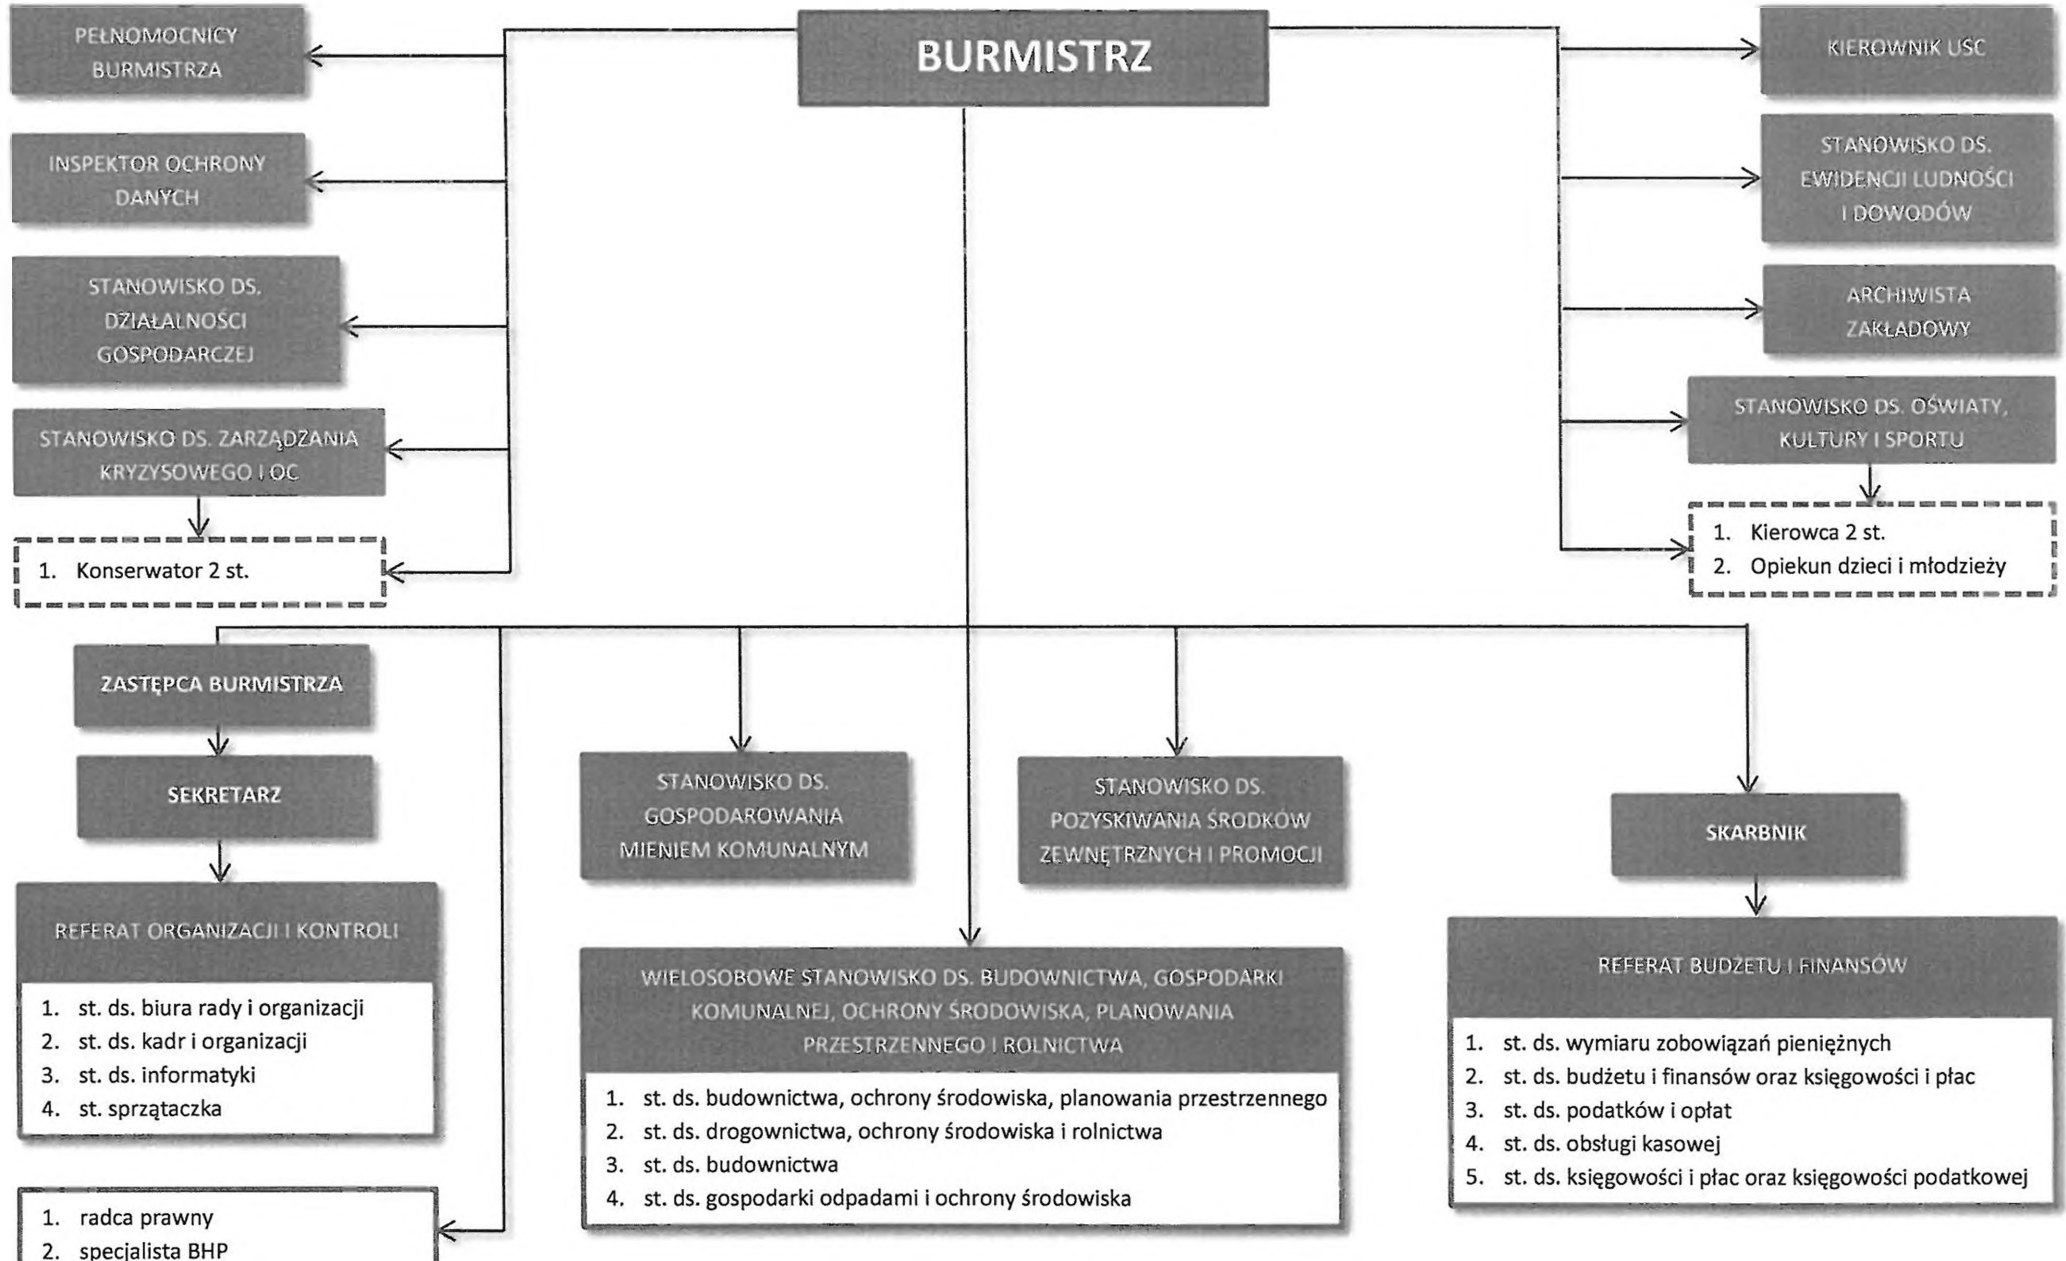 BURMISTRZ
PEŁNOMOCNICY
BURMISTRZA
INSPEKTOR OCHRONY
DANYCH
STANOWISKO DS.
DZIAŁALNOŚCI
GOSPODARCZEJ
STANOWISKO DS. ZARZĄDZANIA
KRYZYSOWEGO I OC
1. Konserwator 2 st.
KIEROWNIK USC
STANOWISKO DS.
EWIDENCJI LUDNOŚCI
I DOWODÓW
ARCHIWISTA
ZAKŁADOWY
STANOWISKO DS. OŚWIATY,
KULTURY I SPORTU
1. Kierowca 2 st.
2. Opiekun dzieci i młodzieży
ZASTĘPCA BURMISTRZA
SEKRETARZ
REFERAT ORGANIZACJI I KONTROLI
1. st. ds. biura rady i organizacji
2. st. ds. kadr i organizacji
3. st. ds. informatyki
4. st. sprzątaczka
1. radca prawny
2. specjalista BHP
STANOWISKO DS.
GOSPODAROWANIA
MIENIEM KOMUNALNYM
STANOWISKO DS.
POZYSKIWANIA ŚRODKÓW
ZEWNĘTRZNYCH I PROMOCJI
WIELOSOBOWE STANOWISKO DS. BUDOWNICTWA, GOSPODARKI
KOMUNALNEJ, OCHRONY ŚRODOWISKA, PLANOWANIA
PRZESTRZENNEGO I ROLNICTWA
1. st. ds. budownictwa, ochrony środowiska, planowania przestrzennego
2. st. ds. drogownictwa, ochrony środowiska i rolnictwa
3. st. ds. budownictwa
4. st. ds. gospodarki odpadami i ochrony środowiska
SKARBNIK
REFERAT BUDŻETU I FINANSÓW
1. st. ds. wymiaru zobowiązań pieniężnych
2. st. ds. budżetu i finansów oraz księgowości i płac
3. st. ds. podatków i opłat
4. st. ds. obsługi kasowej
5. st. ds. księgowości i płac oraz księgowości podatkowej